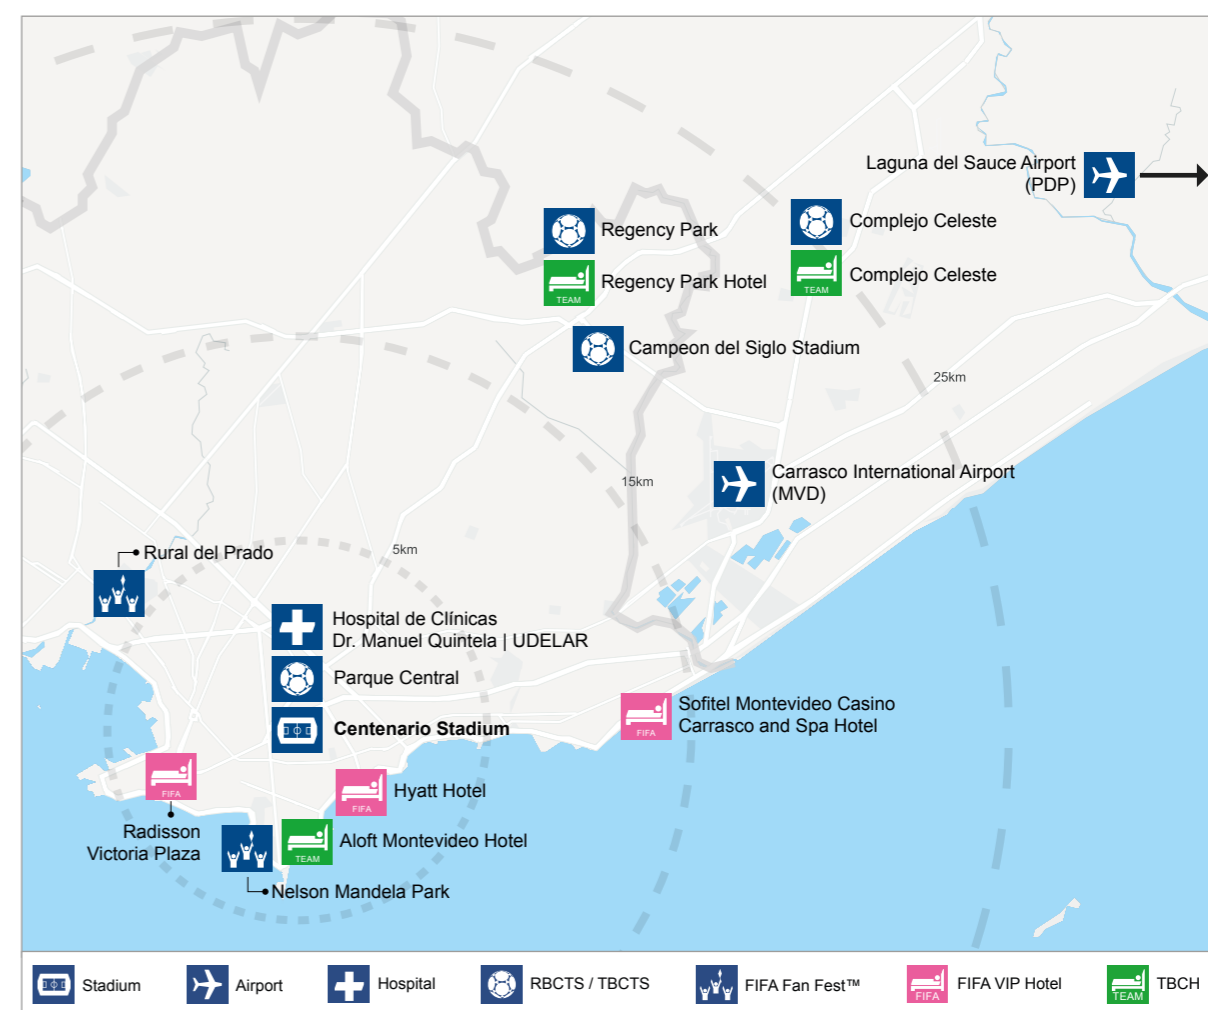 Laguna del Sauce Airport
(PDP)
Regency Park
Complejo Celeste
TEAM
Regency Park Hotel
TEAM
Complejo Celeste
Campeon del Siglo Stadium
25km
15km
Carrasco International Airport
(MVD)
5km
Rural del Prado
Hospital de Clínicas
Dr. Manuel Quintela | UDELAR
Parque Central
Centenario Stadium
FIFA
Sofitel Montevideo Casino
Carrasco and Spa Hotel
FIFA
Radisson
Victoria Plaza
FIFA
Hyatt Hotel
TEAM
Aloft Montevideo Hotel
Nelson Mandela Park
Stadium
Airport
Hospital
RBCTS / TBCTS
FIFA Fan Fest™
FIFA
FIFA VIP Hotel
TEAM
TBCH